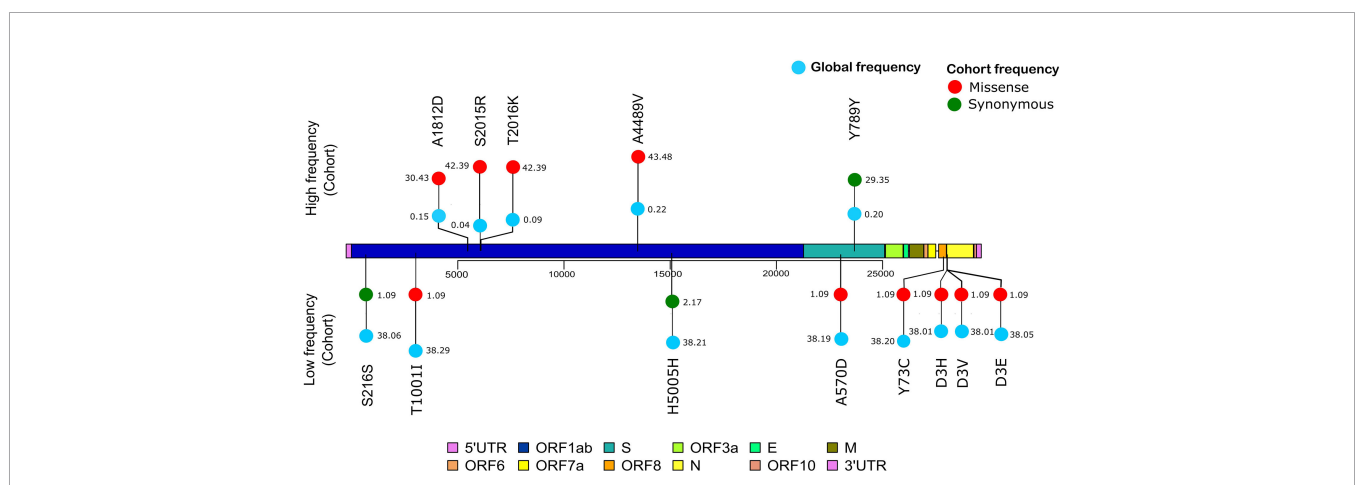 Global frequency
Cohort frequency
Missense
Synonymous
High frequency
(Cohort)
A1812D
S2015R
T2016K
A4489V
Y789Y
30.43
42.39
42.39
43.48
29.35
0.15
0.04
0.09
0.22
0.20
5000
10000
15000
20000
25000
Low frequency
(Cohort)
1.09
1.09
2.17
1.09
1.09
1.09
1.09
1.09
38.06
38.29
38.21
38.19
38.20
38.01
38.01
38.05
S216S
T1001I
H5005H
A570D
Y73C
D3H
D3V
D3E
5'UTR ORF1ab S ORF3a E M
ORF6 ORF7a ORF8 N ORF10 3'UTR